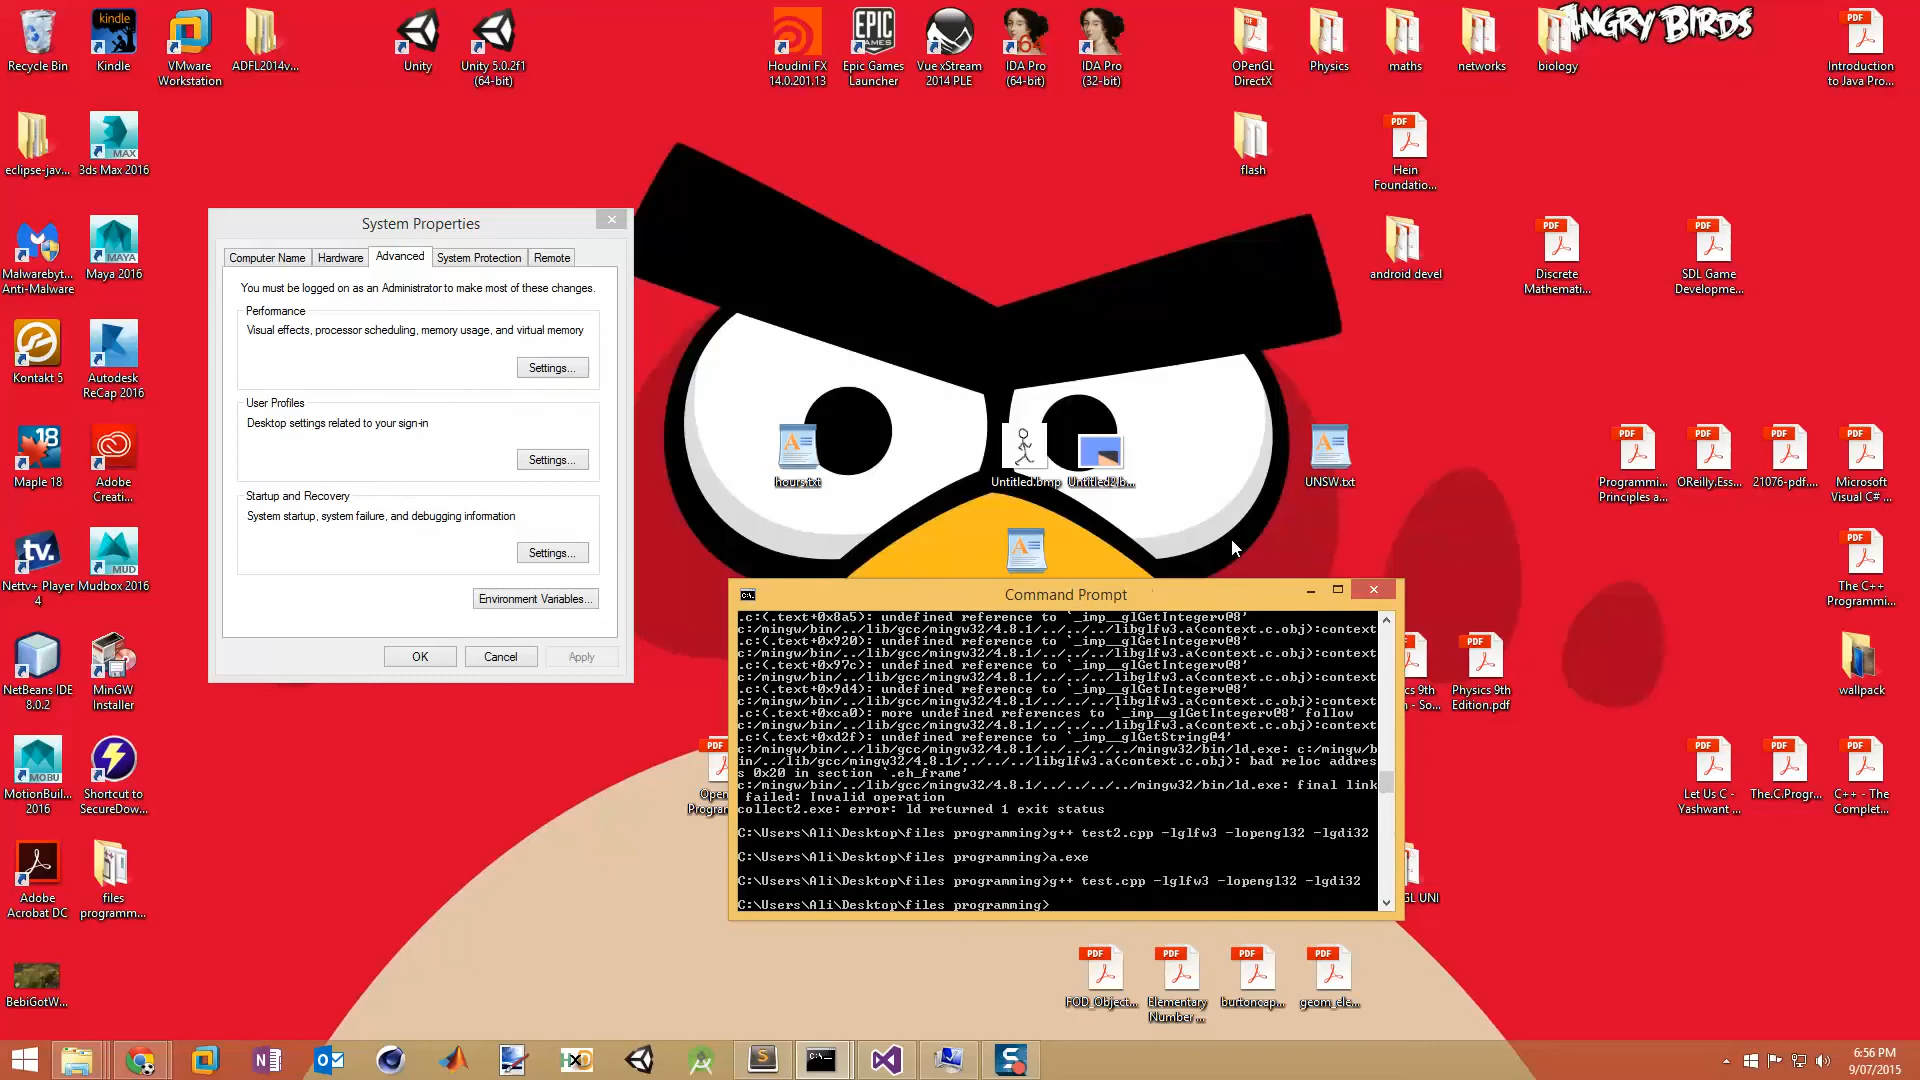 Recycle Bin
Kindle
VMware
Workstation
ADFL2014v...
Unity
Unity 5.0.2f1
(64-bit)
Houdini FX
14.0.201.13
Epic Games
Launcher
Vue xStream
2014 PLE
IDA Pro
(64-bit)
IDA Pro
(32-bit)
OPenGL
DirectX
Physics
maths
networks
biology
ANGRY BIRDS
Introduction
to Java Pro...
eclipse-jav...
3ds Max 2016
flash
Hein
Foundatio...
Malwarebyt...
Anti-Malware
Maya 2016
android devel
Discrete
Mathemati...
SDL Game
Developme...
Kontakt 5
Autodesk
ReCap 2016
Maple 18
Adobe
Creati...
hours.txt
Untitled.bmp
Untitled2.b...
UNSW.txt
Programmi...
Principles a...
OReilly.Ess...
21076-pdf....
Microsoft
Visual C# ...
Nettv+ Player
4
Mudbox 2016
The C++
Programmi...
NetBeans IDE
8.0.2
MinGW
Installer
cs 9th
n - So...
Physics 9th
Edition.pdf
wallpack
MotionBuil...
2016
Shortcut to
SecureDow...
Open
Program
Let Us C -
Yashwant ...
The.C.Progr...
C++ - The
Complet...
Adobe
Acrobat DC
files
programm...
GL UNI
BebiGotW...
FOD_Object...
Elementary
Number ...
burtoncap...
geom_ele...
System Properties
Computer Name
Hardware
Advanced
System Protection
Remote
You must be logged on as an Administrator to make most of these changes.
Performance
Visual effects, processor scheduling, memory usage, and virtual memory
Settings...
User Profiles
Desktop settings related to your sign-in
Settings...
Startup and Recovery
System startup, system failure, and debugging information
Settings...
Environment Variables...
OK
Cancel
Apply
Command Prompt
.c:(.text+0x8a5): undefined reference to `_imp__glGetIntegerv@8'
c:/mingw/bin/../lib/gcc/mingw32/4.8.1/../../../libglfw3.a(context.c.obj):context
.c:(.text+0x920): undefined reference to `_imp__glGetIntegerv@8'
c:/mingw/bin/../lib/gcc/mingw32/4.8.1/../../../libglfw3.a(context.c.obj):context
.c:(.text+0x97c): undefined reference to `_imp__glGetIntegerv@8'
c:/mingw/bin/../lib/gcc/mingw32/4.8.1/../../../libglfw3.a(context.c.obj):context
.c:(.text+0x9d4): undefined reference to `_imp__glGetIntegerv@8'
c:/mingw/bin/../lib/gcc/mingw32/4.8.1/../../../libglfw3.a(context.c.obj):context
.c:(.text+0xca0): more undefined references to `_imp__glGetIntegerv@8' follow
c:/mingw/bin/../lib/gcc/mingw32/4.8.1/../../../libglfw3.a(context.c.obj):context
.c:(.text+0xd2f): undefined reference to `_imp__glGetString@4'
c:/mingw/bin/../lib/gcc/mingw32/4.8.1/../../../../mingw32/bin/ld.exe: c:/mingw/b
in/../lib/gcc/mingw32/4.8.1/../../../libglfw3.a(context.c.obj): bad reloc addres
s 0x20 in section `.eh_frame'
c:/mingw/bin/../lib/gcc/mingw32/4.8.1/../../../../mingw32/bin/ld.exe: final link
failed: Invalid operation
collect2.exe: error: ld returned 1 exit status
C:\Users\Ali\Desktop\files programming>g++ test2.cpp -lglfw3 -lopengl32 -lgdi32
C:\Users\Ali\Desktop\files programming>a.exe
C:\Users\Ali\Desktop\files programming>g++ test.cpp -lglfw3 -lopengl32 -lgdi32
C:\Users\Ali\Desktop\files programming>
6:56 PM
9/07/2015